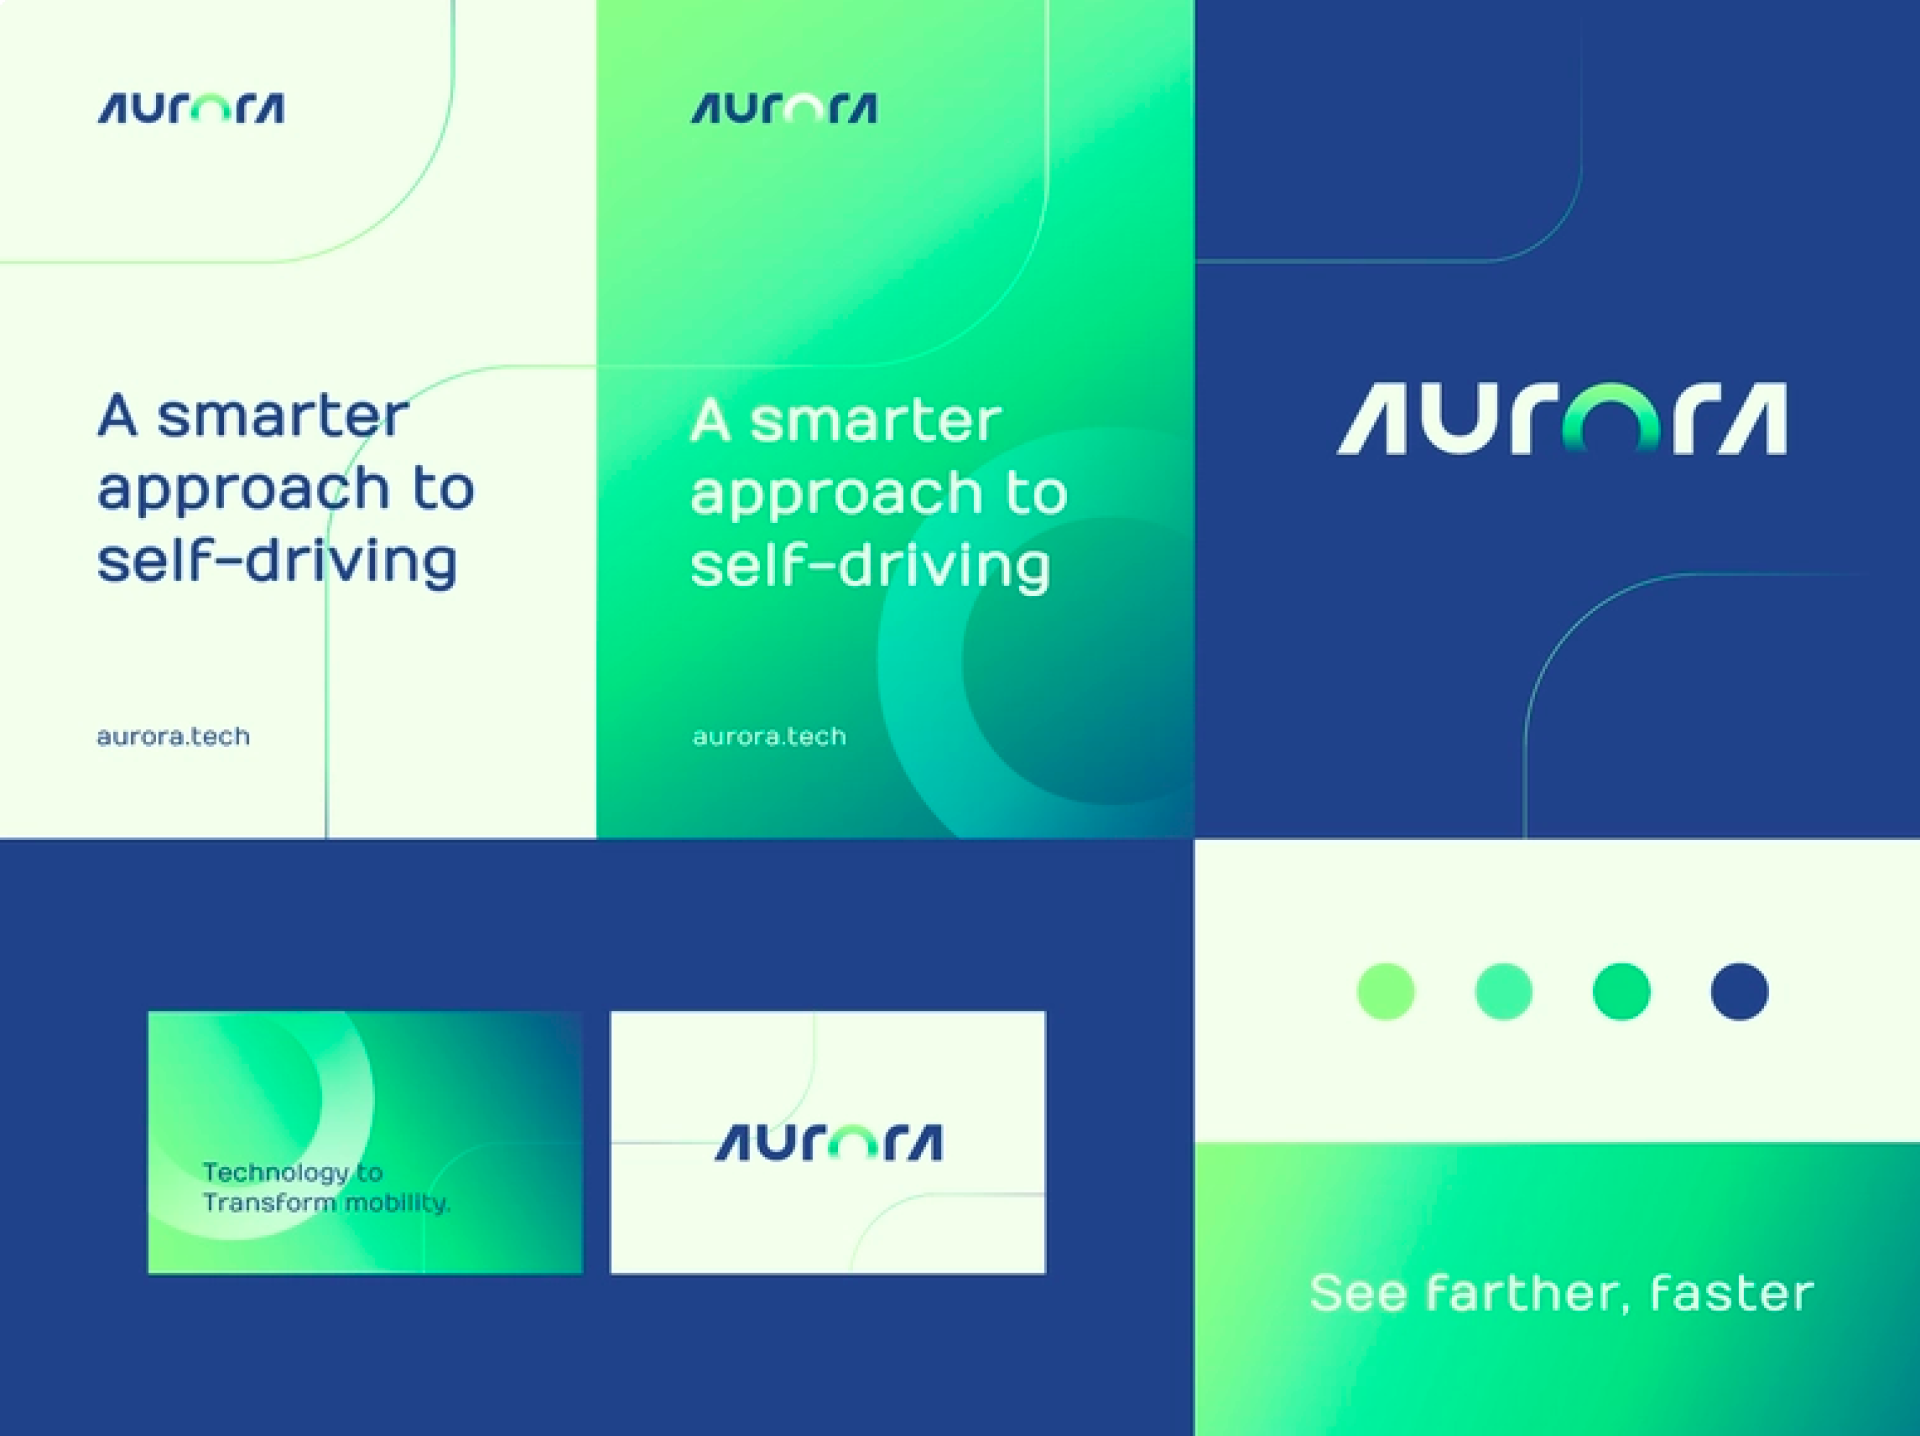 aurora
A smarter
approach to
self-driving
aurora.tech
aurora
A smarter
approach to
self-driving
aurora.tech
aurora
Technology to
Transform mobility.
aurora
See farther, faster